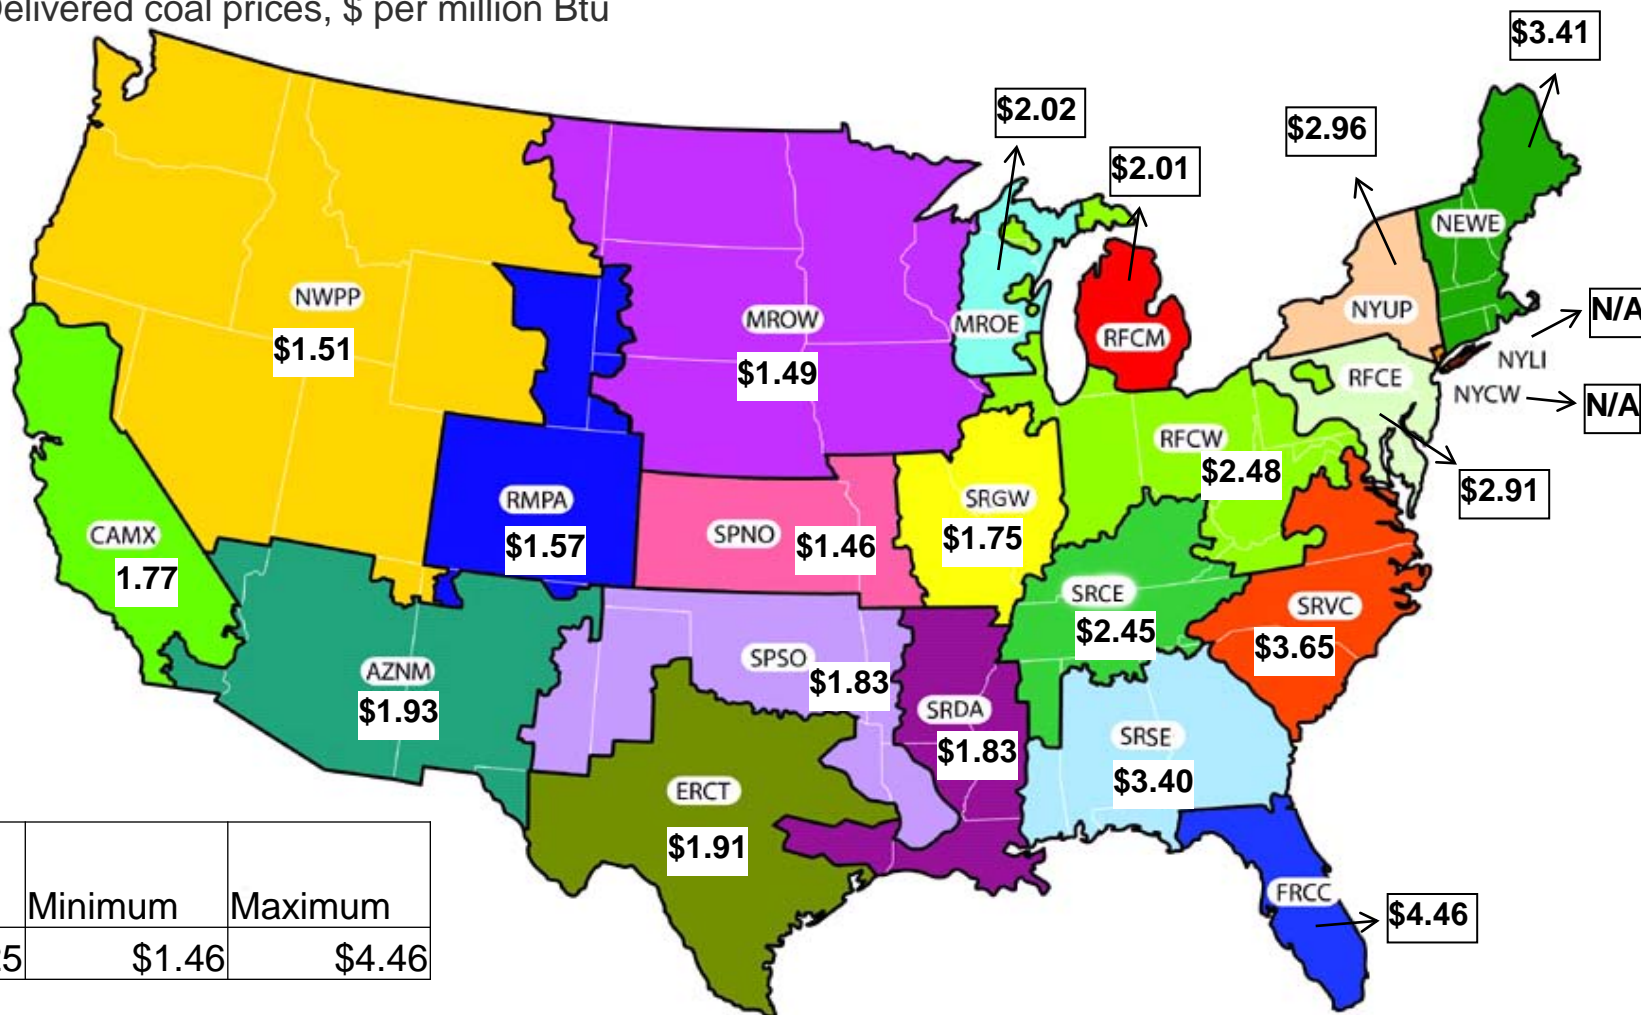 Delivered coal prices, $ per million Btu
$3.41
$2.02
$2.96
$2.01
NEWE
NWPP
$1.51
MROW
$1.49
MROE
RFCM
NYUP
N/A
NYLI
RFCE
NYCW
N/A
RFCW
$2.48
$2.91
RMPA
$1.57
SPNO
$1.46
SRGW
$1.75
CAMX
1.77
SRCE
$2.45
SRVC
$3.65
AZNM
$1.93
SPSO
$1.83
SRDA
$1.83
SRSE
$3.40
ERCT
$1.91
FRCC
$4.46
Minimum
Maximum
5
$1.46
$4.46